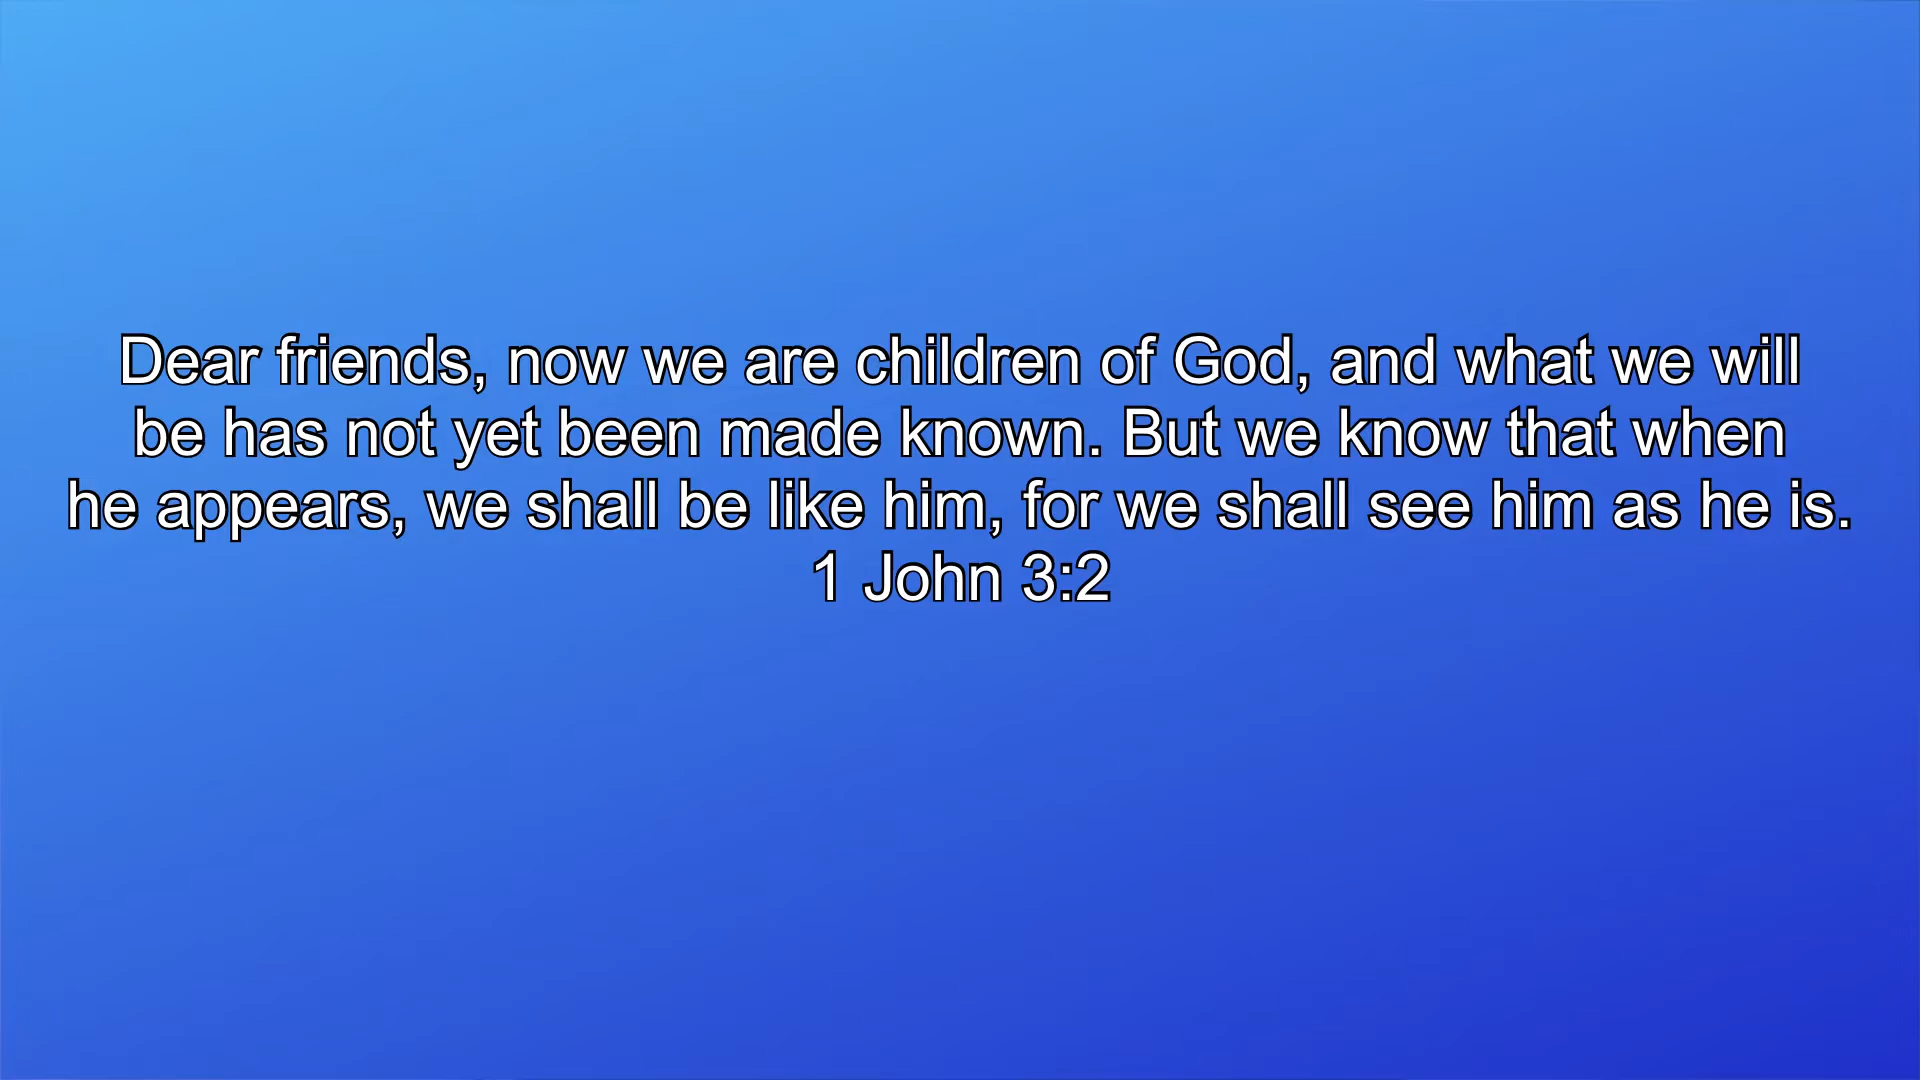 Dear friends, now we are children of God, and what we will
be has not yet been made known. But we know that when
he appears, we shall be like him, for we shall see him as he is.
1 John 3:2